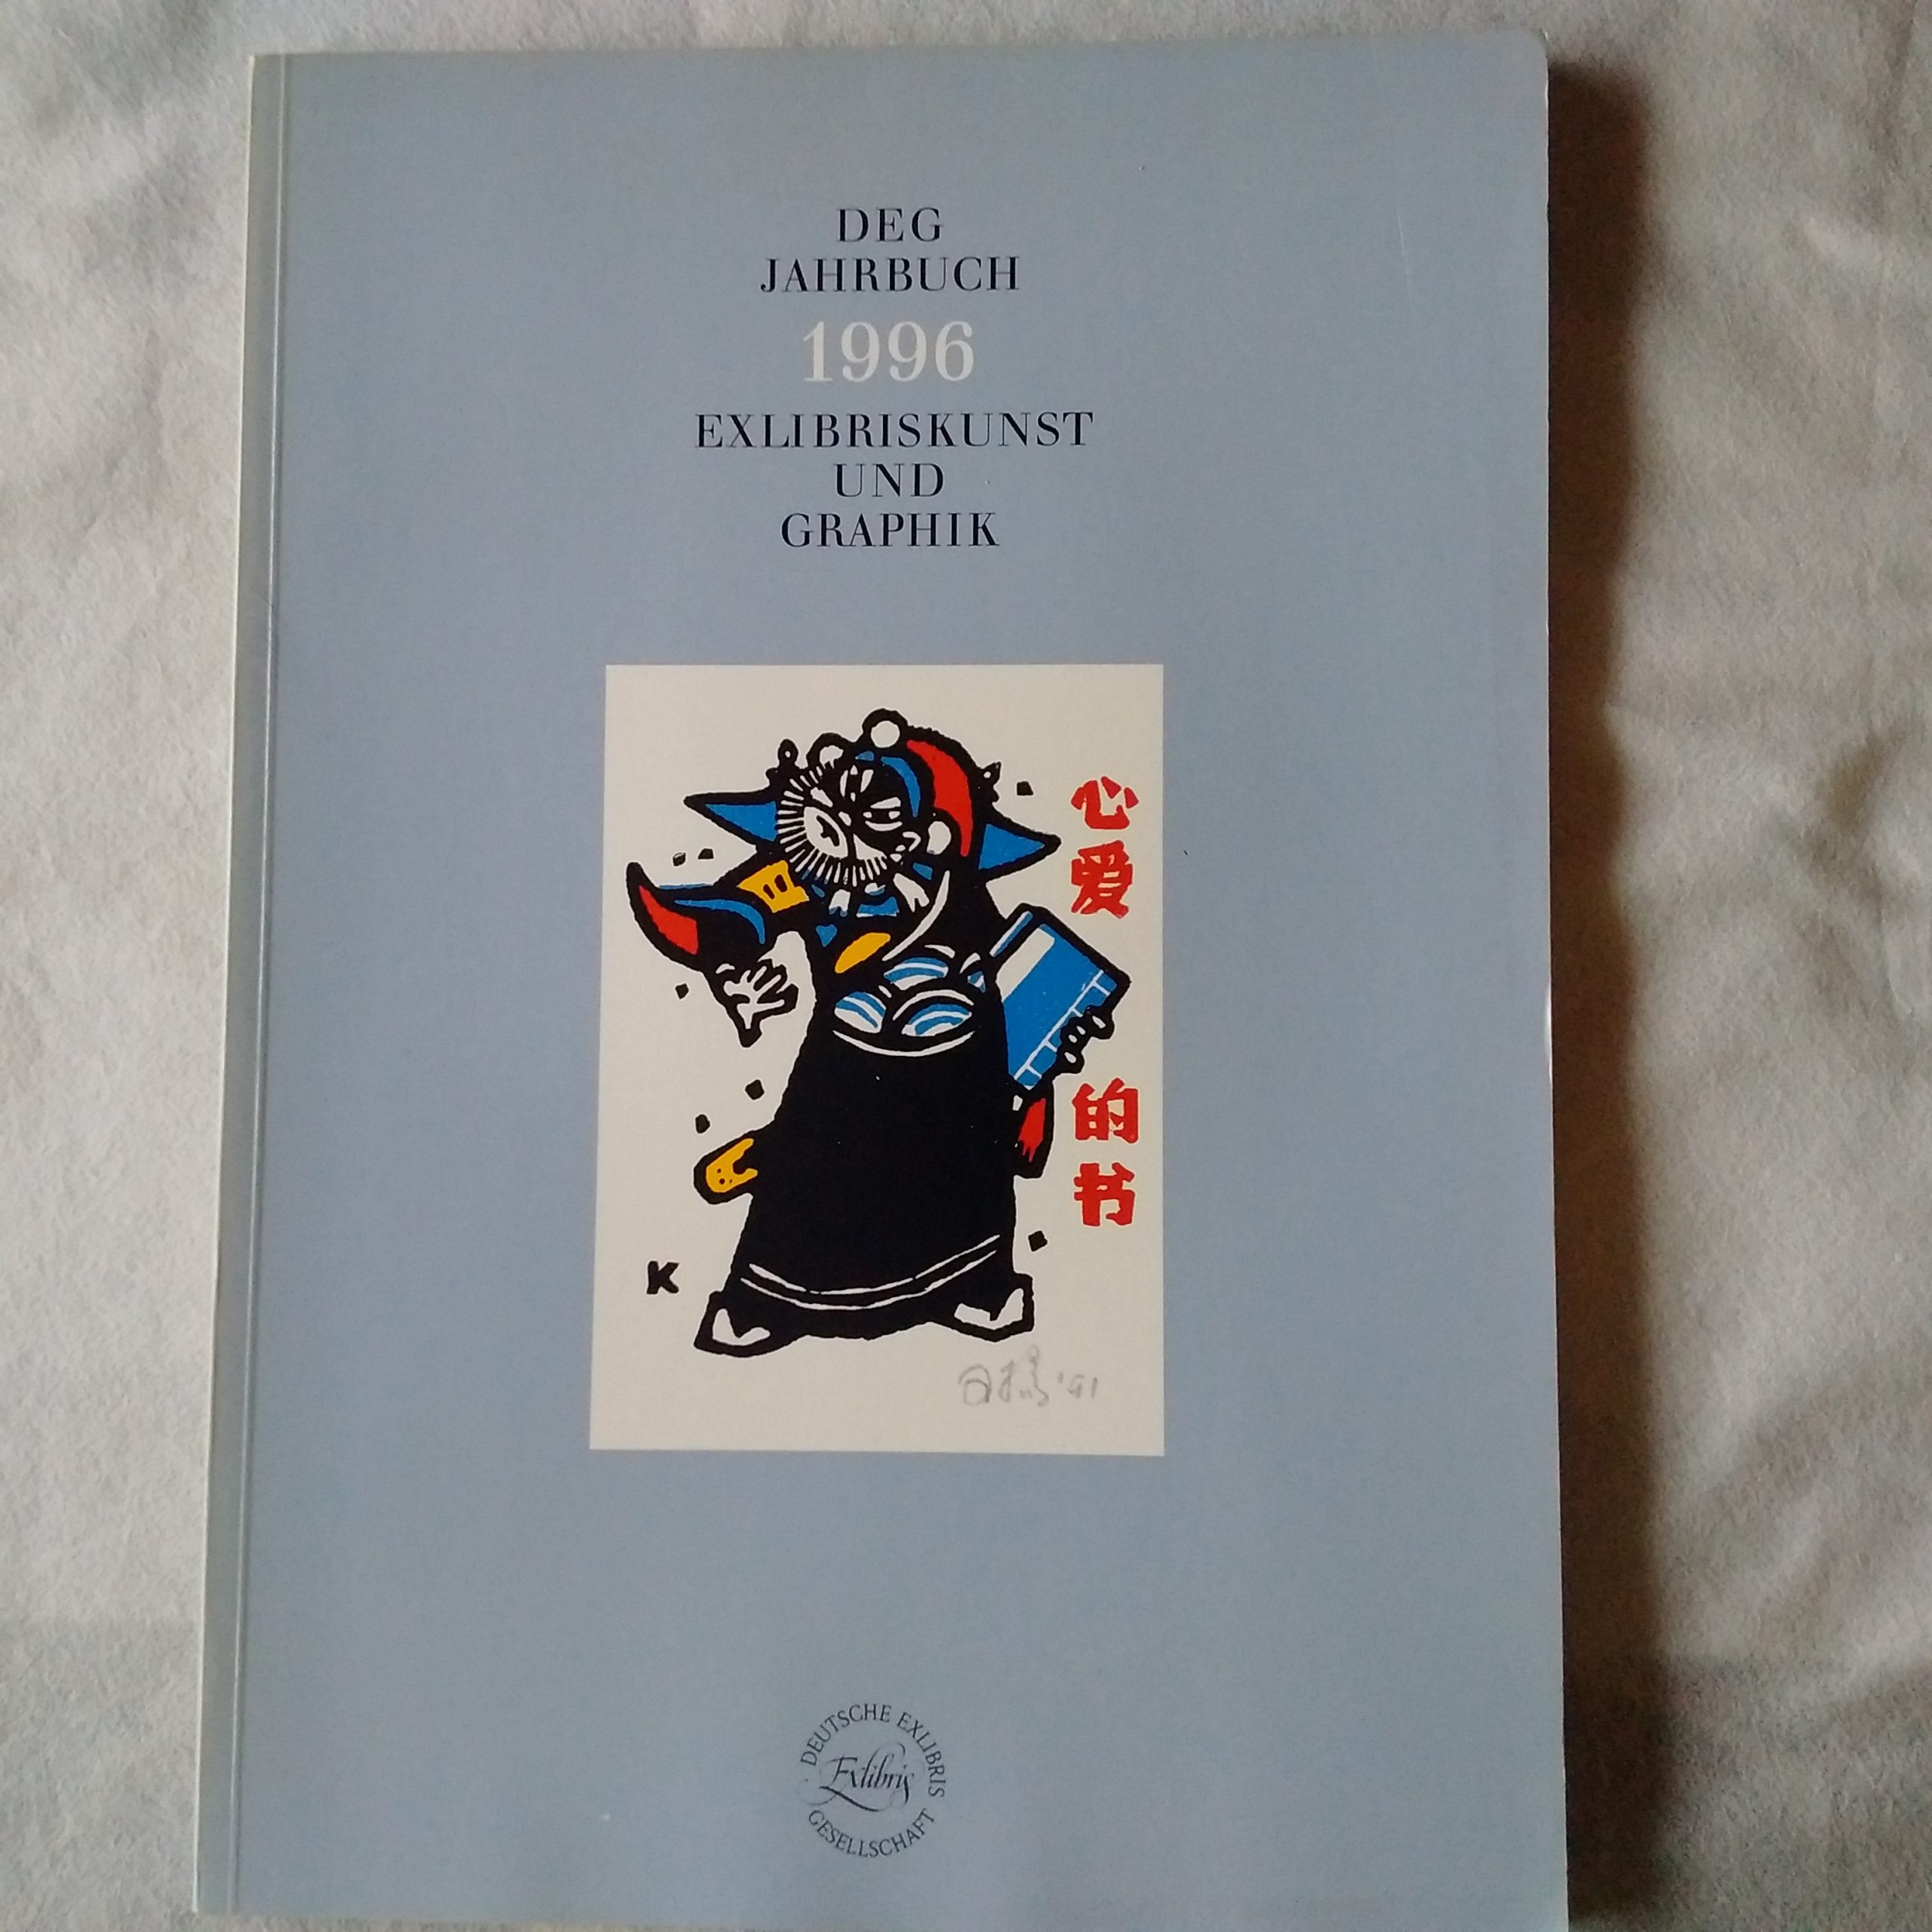 DEG
JAHRBUCH
1996
EXLIBRISKUNST
UND
GRAPHIK
心爱
的书
K
'91
DEUTSCHE EXLIBRIS
Exlibris
GESELLSCHAFT